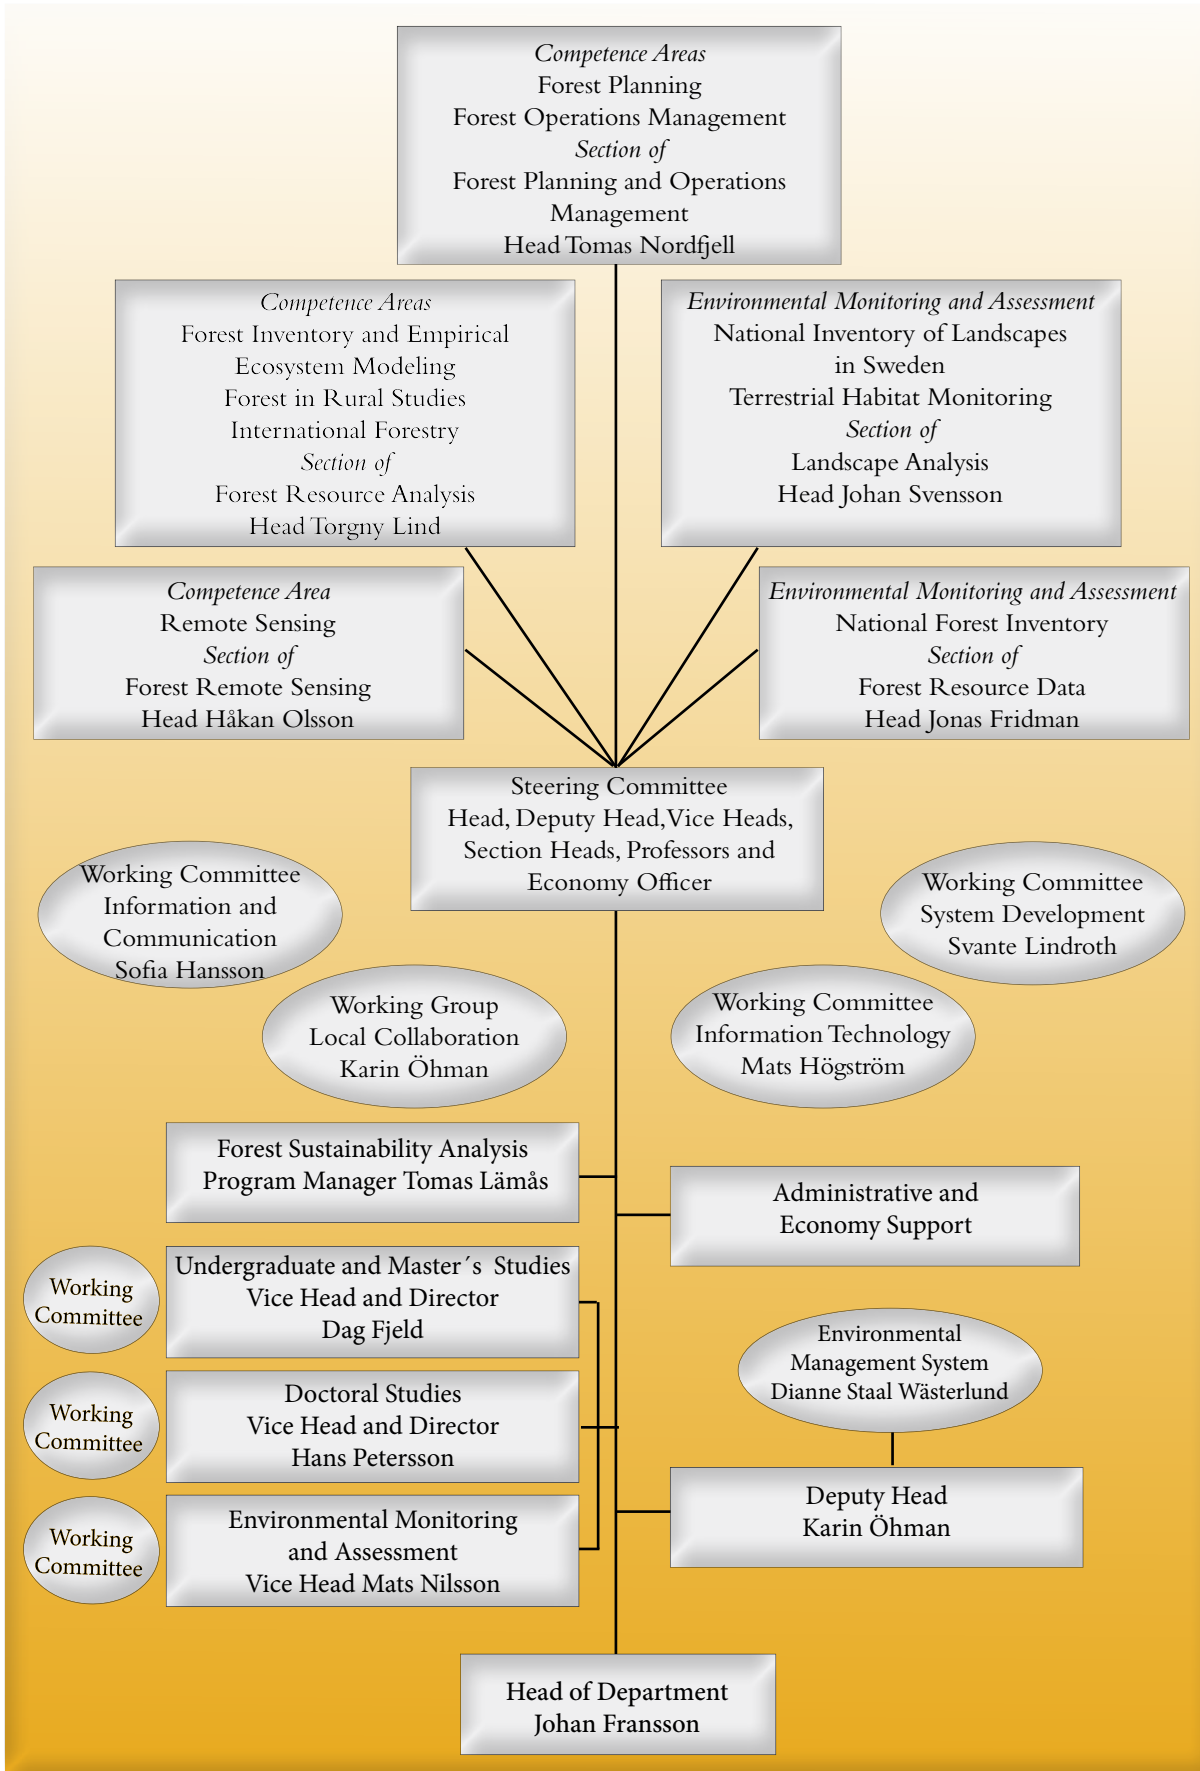 Competence Areas
Forest Planning
Forest Operations Management
Section of
Forest Planning and Operations
Management
Head Tomas Nordfjell
Competence Areas
Forest Inventory and Empirical
Ecosystem Modeling
Forest in Rural Studies
International Forestry
Section of
Forest Resource Analysis
Head Torgny Lind
Environmental Monitoring and Assessment
National Inventory of Landscapes
in Sweden
Terrestrial Habitat Monitoring
Section of
Landscape Analysis
Head Johan Svensson
Competence Area
Remote Sensing
Section of
Forest Remote Sensing
Head Håkan Olsson
Environmental Monitoring and Assessment
National Forest Inventory
Section of
Forest Resource Data
Head Jonas Fridman
Steering Committee
Head, Deputy Head,Vice Heads,
Section Heads, Professors and
Economy Officer
Working Committee
Information and
Communication
Sofia Hansson
Working Committee
System Development
Svante Lindroth
Working Group
Local Collaboration
Karin Öhman
Working Committee
Information Technology
Mats Högström
Forest Sustainability Analysis
Program Manager Tomas Lämås
Administrative and
Economy Support
Working
Committee
Undergraduate and Master´s Studies
Vice Head and Director
Dag Fjeld
Environmental
Management System
Dianne Staal Wästerlund
Working
Committee
Doctoral Studies
Vice Head and Director
Hans Petersson
Deputy Head
Karin Öhman
Working
Committee
Environmental Monitoring
and Assessment
Vice Head Mats Nilsson
Head of Department
Johan Fransson